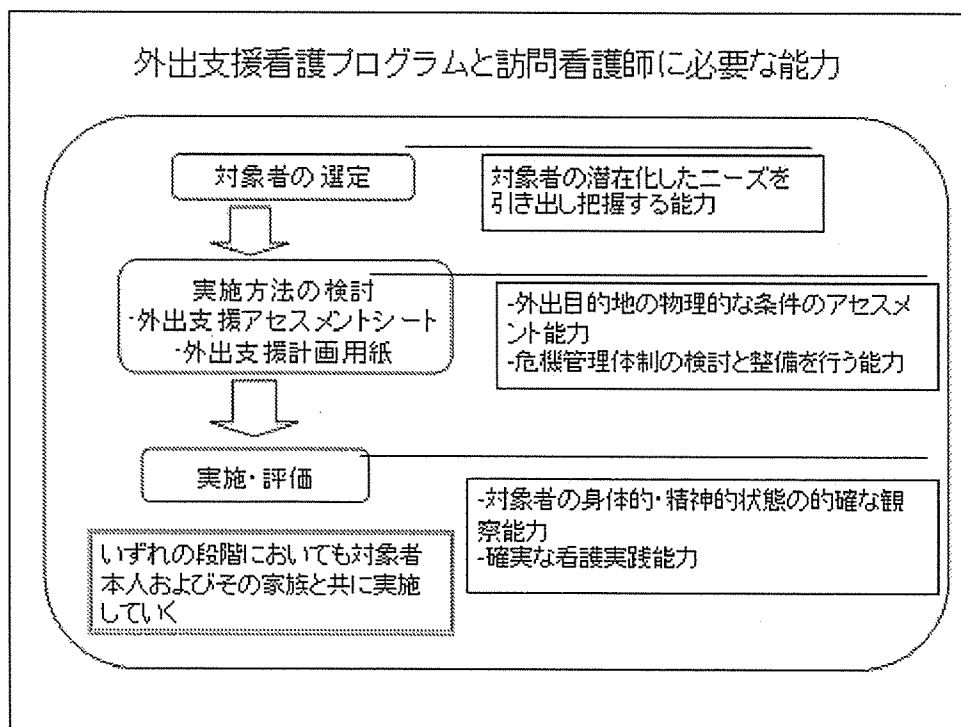 外出支援看護プログラムと訪問看護師に必要な能力
対象者の選定
対象者の潜在化したニーズを
引き出し把握する能力
実施方法の検討
・外出支援アセスメントシート
・外出支援計画用紙
-外出目的地の物理的な条件のアセスメ
ント能力
-危機管理体制の検討と整備を行う能力
実施・評価
-対象者の身体的・精神的状態の的確な観
察能力
-確実な看護実践能力
いずれの段階においても対象者
本人およびその家族と共に実施
していく